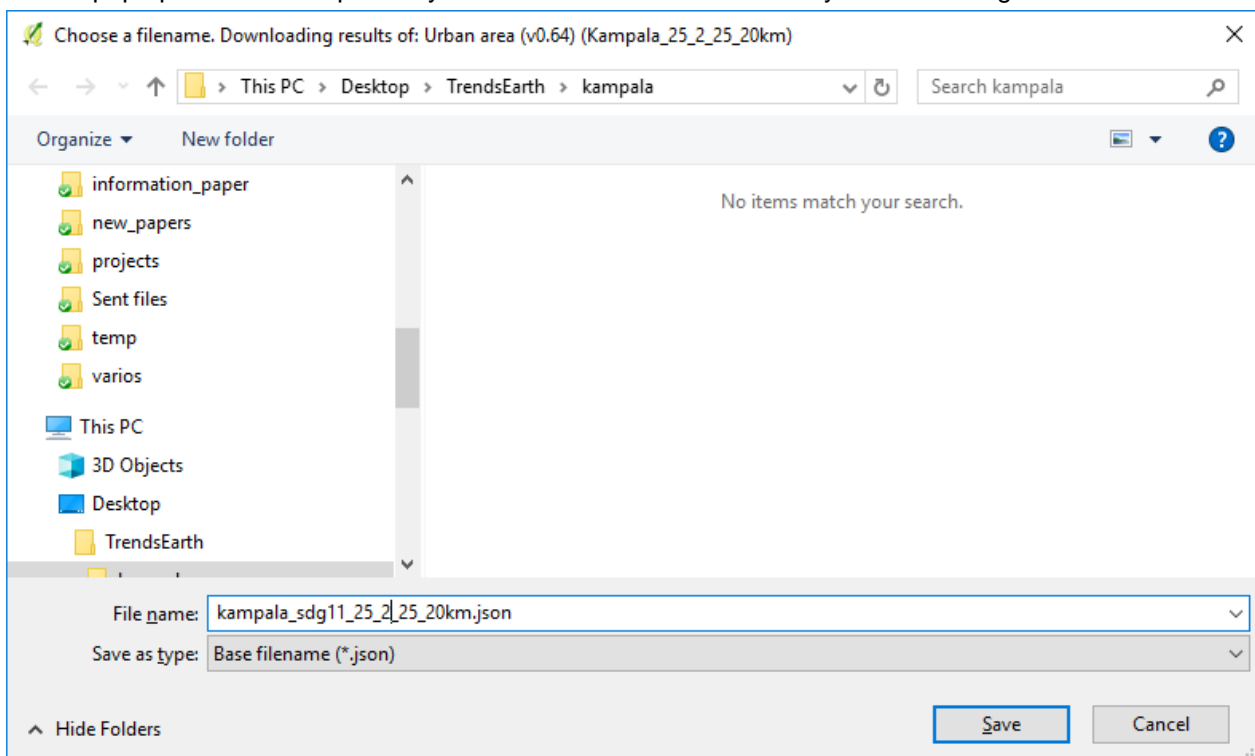 Choose a filename. Downloading results of: Urban area (v0.64) (Kampala_25_2_25_20km)
This PC > Desktop > TrendsEarth > kampala
Search kampala
Organize
New folder
information_paper
new_papers
projects
Sent files
temp
varios
This PC
3D Objects
Desktop
TrendsEarth
No items match your search.
File name: kampala_sdg11_25_2_25_20km.json
Save as type: Base filename (*.json)
Hide Folders
Save
Cancel